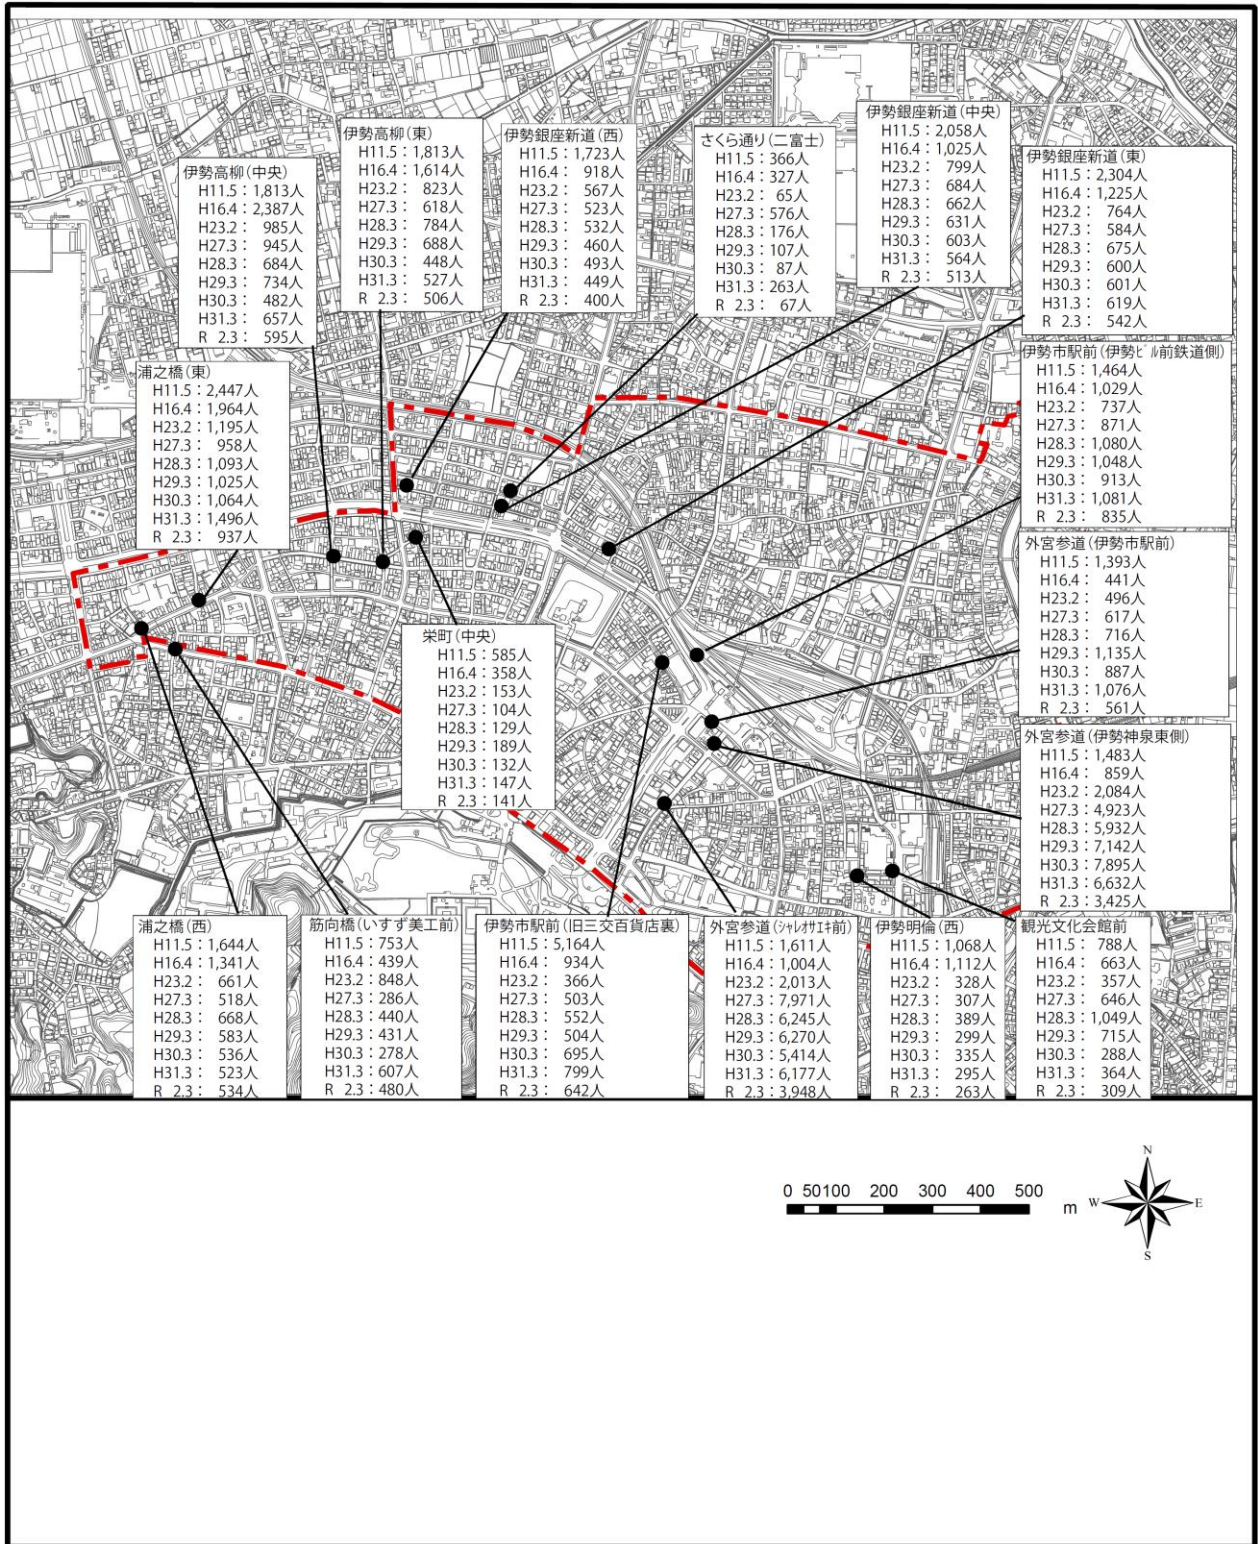 伊勢高柳(中央)
H11.5:1,813人
H16.4:2,387人
H23.2: 985人
H27.3: 945人
H28.3: 684人
H29.3: 734人
H30.3: 482人
H31.3: 657人
R 2.3: 595人
伊勢高柳(東)
H11.5:1,813人
H16.4:1,614人
H23.2: 823人
H27.3: 618人
H28.3: 784人
H29.3: 688人
H30.3: 448人
H31.3: 527人
R 2.3: 506人
伊勢銀座新道(西)
H11.5:1,723人
H16.4: 918人
H23.2: 567人
H27.3: 523人
H28.3: 532人
H29.3: 460人
H30.3: 493人
H31.3: 449人
R 2.3: 400人
さくら通り(二富士)
H11.5:366人
H16.4:327人
H23.2: 65人
H27.3:576人
H28.3:176人
H29.3:107人
H30.3: 87人
H31.3:263人
R 2.3: 67人
伊勢銀座新道(中央)
H11.5:2,058人
H16.4:1,025人
H23.2: 799人
H27.3: 684人
H28.3: 662人
H29.3: 631人
H30.3: 603人
H31.3: 564人
R 2.3: 513人
伊勢銀座新道(東)
H11.5:2,304人
H16.4:1,225人
H23.2: 764人
H27.3: 584人
H28.3: 675人
H29.3: 600人
H30.3: 601人
H31.3: 619人
R 2.3: 542人
浦之橋(東)
H11.5:2,447人
H16.4:1,964人
H23.2:1,195人
H27.3: 958人
H28.3:1,093人
H29.3:1,025人
H30.3:1,064人
H31.3:1,496人
R 2.3: 937人
伊勢市駅前(伊勢ビル前鉄道側)
H11.5:1,464人
H16.4:1,029人
H23.2: 737人
H27.3: 871人
H28.3:1,080人
H29.3:1,048人
H30.3: 913人
H31.3:1,081人
R 2.3: 835人
外宮参道(伊勢市駅前)
H11.5:1,393人
H16.4: 441人
H23.2: 496人
H27.3: 617人
H28.3: 716人
H29.3:1,135人
H30.3: 887人
H31.3:1,076人
R 2.3: 561人
栄町(中央)
H11.5:585人
H16.4:358人
H23.2:153人
H27.3:104人
H28.3:129人
H29.3:189人
H30.3:132人
H31.3:147人
R 2.3:141人
外宮参道(伊勢神泉東側)
H11.5:1,483人
H16.4: 859人
H23.2:2,084人
H27.3:4,923人
H28.3:5,932人
H29.3:7,142人
H30.3:7,895人
H31.3:6,632人
R 2.3:3,425人
浦之橋(西)
H11.5:1,644人
H16.4:1,341人
H23.2: 661人
H27.3: 518人
H28.3: 668人
H29.3: 583人
H30.3: 536人
H31.3: 523人
R 2.3: 534人
筋向橋(いすず美工前)
H11.5:753人
H16.4:439人
H23.2:848人
H27.3:286人
H28.3:440人
H29.3:431人
H30.3:278人
H31.3:607人
R 2.3:480人
伊勢市駅前(旧三交百貨店裏)
H11.5:5,164人
H16.4: 934人
H23.2: 366人
H27.3: 503人
H28.3: 552人
H29.3: 504人
H30.3: 695人
H31.3: 799人
R 2.3: 642人
外宮参道(シャレオサエキ前)
H11.5:1,611人
H16.4:1,004人
H23.2:2,013人
H27.3:7,971人
H28.3:6,245人
H29.3:6,270人
H30.3:5,414人
H31.3:6,177人
R 2.3:3,948人
伊勢明倫(西)
H11.5:1,068人
H16.4:1,112人
H23.2: 328人
H27.3: 307人
H28.3: 389人
H29.3: 299人
H30.3: 335人
H31.3: 295人
R 2.3: 263人
観光文化会館前
H11.5: 788人
H16.4: 663人
H23.2: 357人
H27.3: 646人
H28.3:1,049人
H29.3: 715人
H30.3: 288人
H31.3: 364人
R 2.3: 309人
0 50100 200 300 400 500
m
N
W E
S